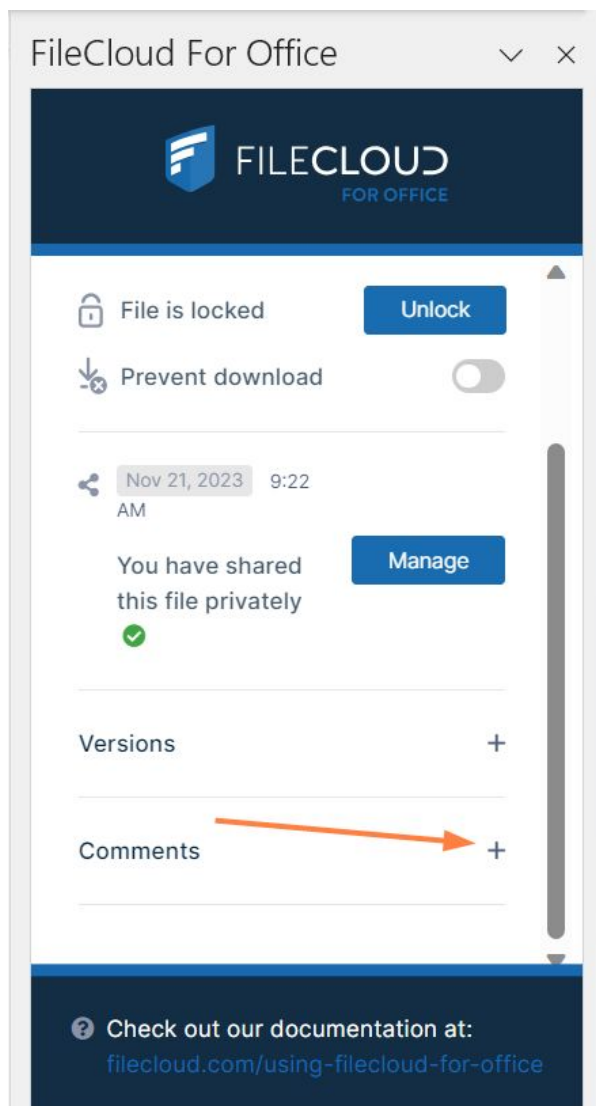 FileCloud For Office
FILECLOUD
FOR OFFICE
File is locked
Unlock
Prevent download
Nov 21, 2023 9:22
AM
You have shared
this file privately
Manage
Versions
Comments
Check out our documentation at:
filecloud.com/using-filecloud-for-office